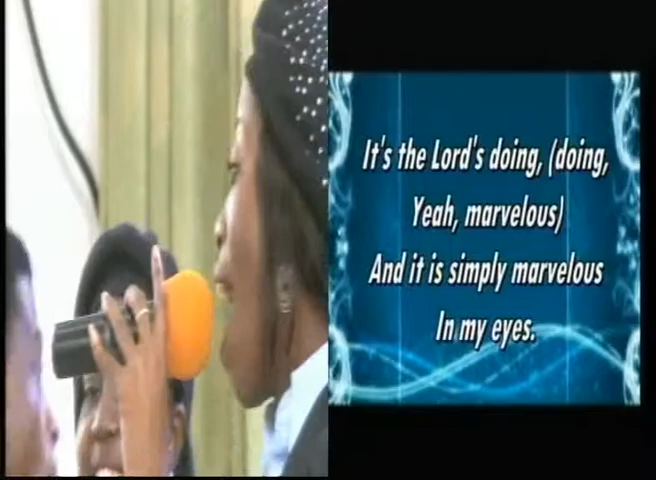 It's the Lord's doing, (doing,
Yeah, marvelous)
And it is simply marvelous
In my eyes.